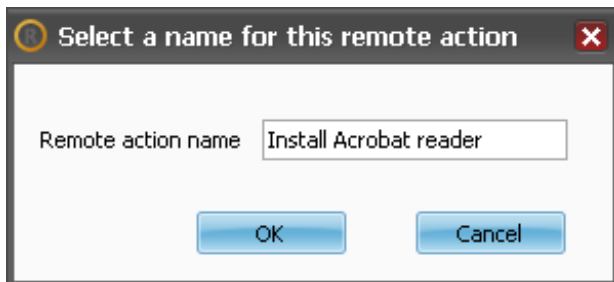 R Select a name for this remote action
Remote action name Install Acrobat reader
OK Cancel